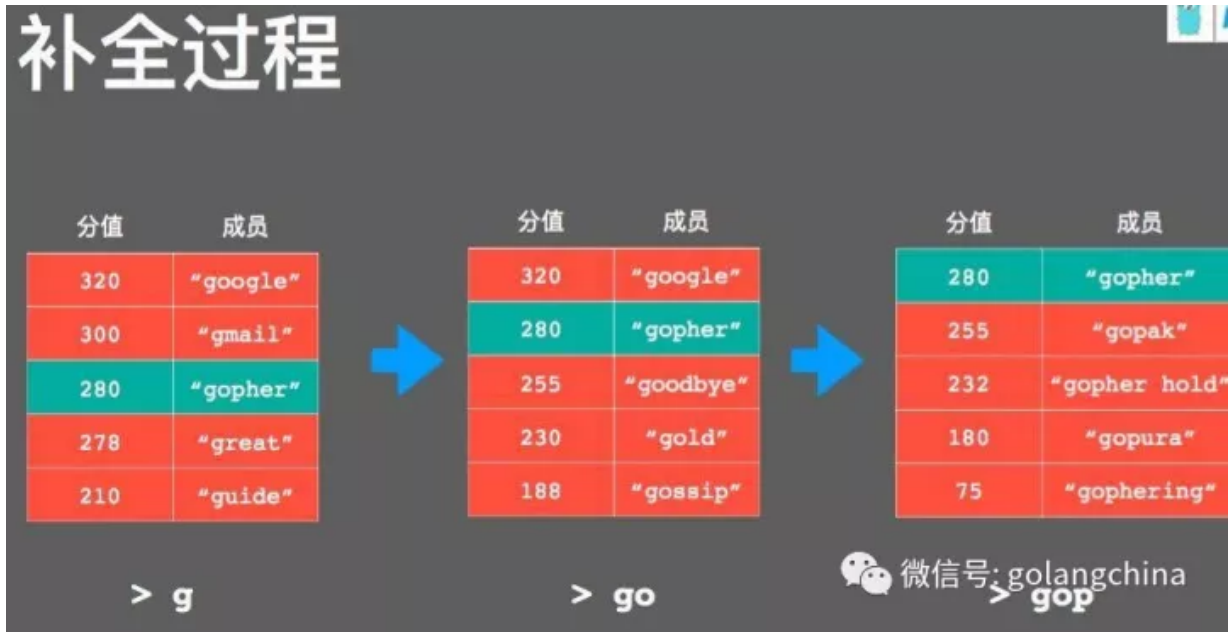 补全过程
分值 成员
320 “google”
300 “gmail”
280 “gopher”
278 “great”
210 “guide”
> g
分值 成员
320 “google”
280 “gopher”
255 “goodbye”
230 “gold”
188 “gossip”
> go
分值 成员
280 “gopher”
255 “gopak”
232 “gopher hold”
180 “gopura”
75 “gophering”
> gop
微信号: golangchina